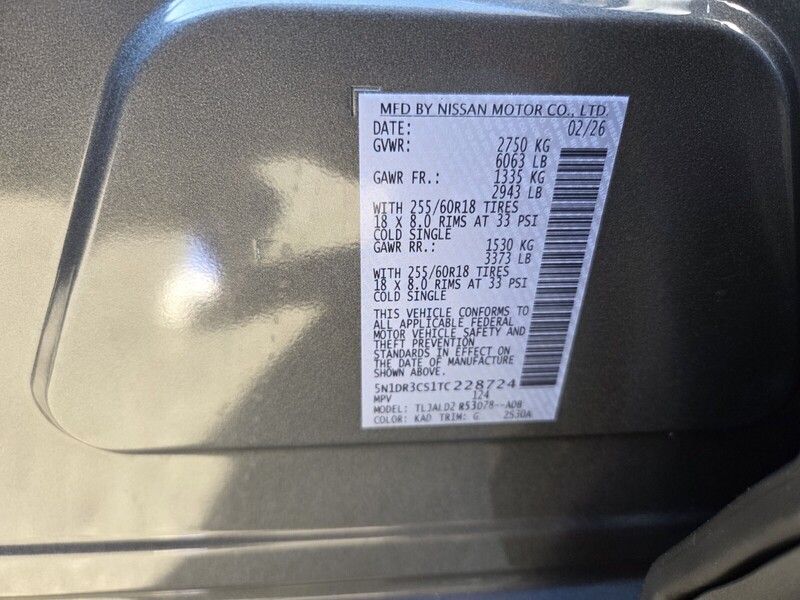 MFD BY NISSAN MOTOR CO., LTD.
DATE: 02/26
GVWR: 2750 KG
6063 LB
GAWR FR.: 1335 KG
2943 LB
WITH 255/60R18 TIRES
18 X 8.0 RIMS AT 33 PSI
COLD SINGLE
GAWR RR.: 1530 KG
3373 LB
WITH 255/60R18 TIRES
18 X 8.0 RIMS AT 33 PSI
COLD SINGLE
THIS VEHICLE CONFORMS TO
ALL APPLICABLE FEDERAL
MOTOR VEHICLE SAFETY AND
THEFT PREVENTION
STANDARDS IN EFFECT ON
THE DATE OF MANUFACTURE
SHOWN ABOVE.
5N1DR3CS1TC228724
MPV 124
MODEL: TLJALD2 R53D78--ADB
COLOR: KAD TRIM: G 2S30A